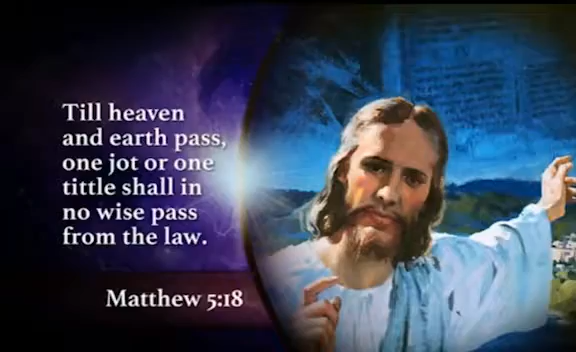 Till heaven
and earth pass,
one jot or one
tittle shall in
no wise pass
from the law.
Matthew 5:18